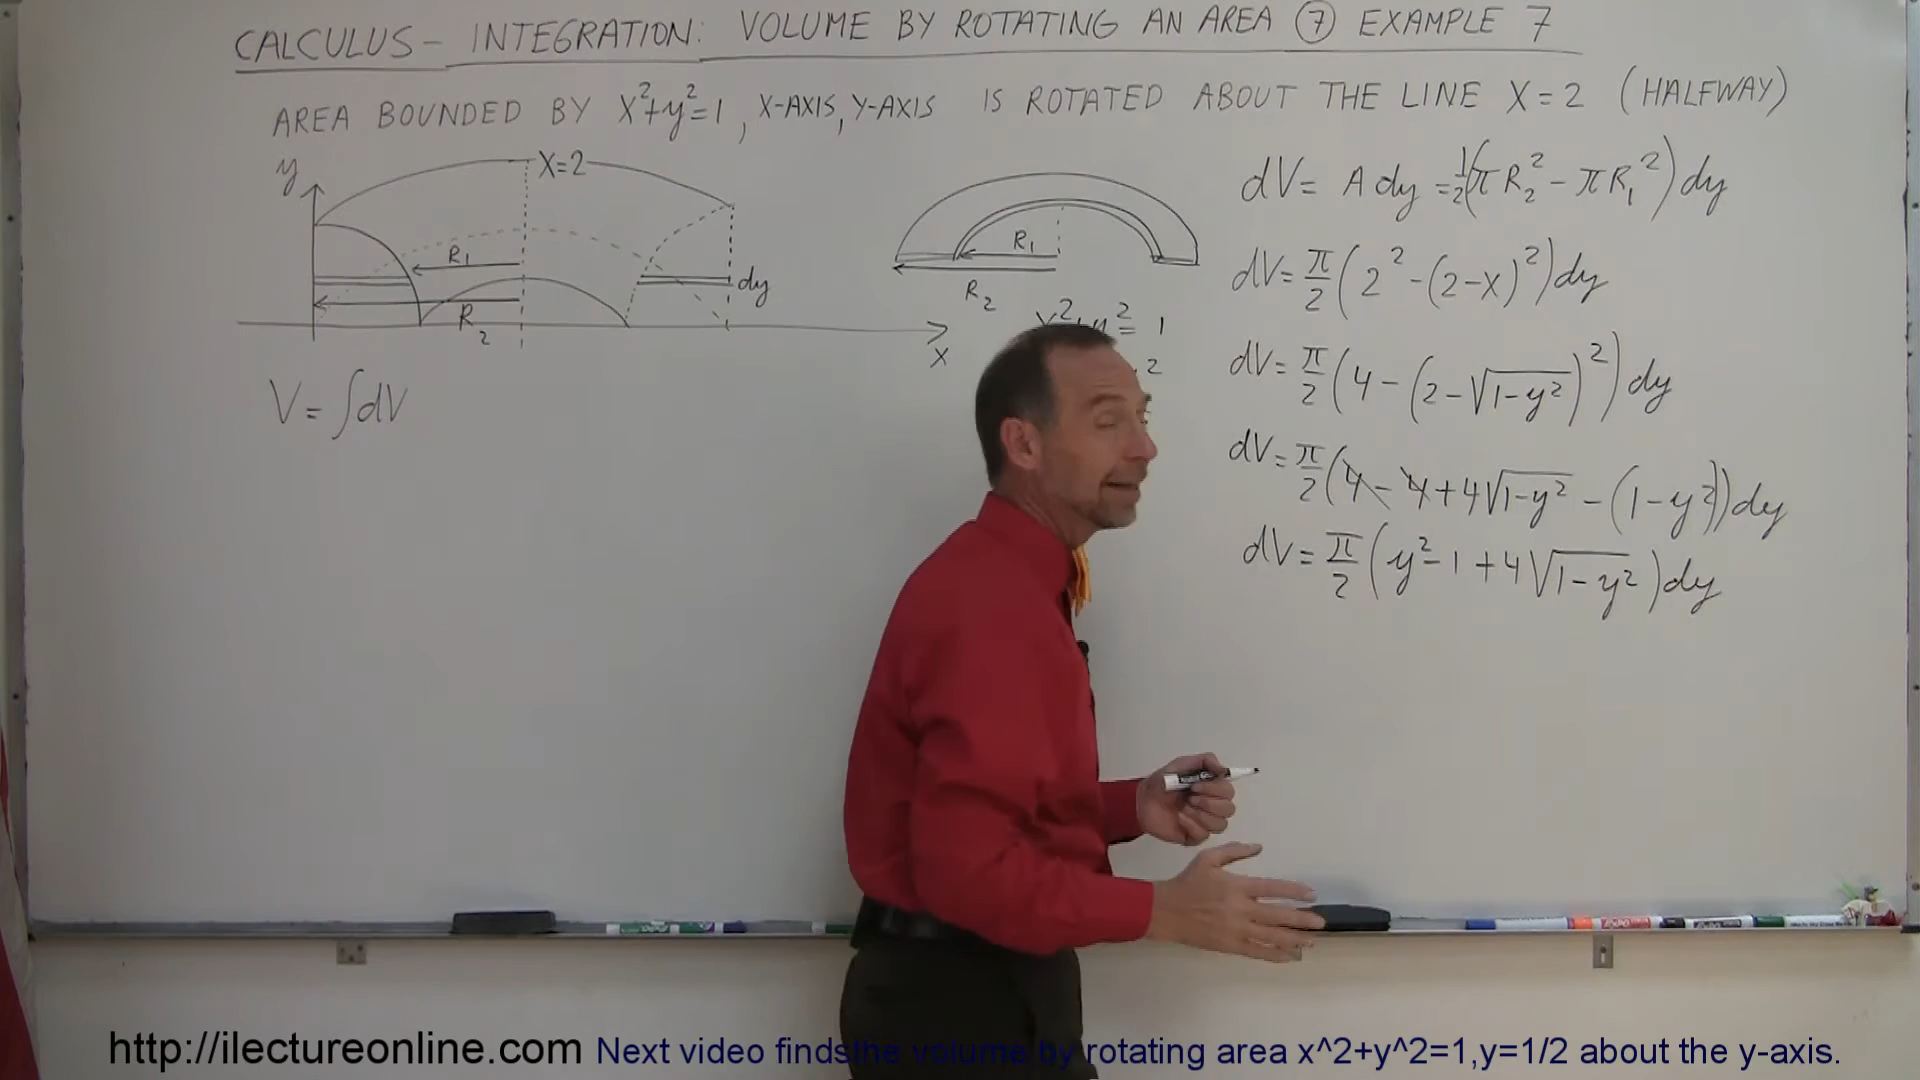 CALCULUS - INTEGRATION: VOLUME BY ROTATING AN AREA ⑦ EXAMPLE 7
AREA BOUNDED BY X²+y²=1, X-AXIS, Y-AXIS IS ROTATED ABOUT THE LINE X=2 (HALFWAY)
y
X=2
R₁
R₂
dy
x
V = ∫dV
R₁
R₂
= 1
2
dV = A dy = ½(πR₂² - πR₁²)dy
dV = π/2 (2² - (2-x)²)dy
dV = π/2 (4 - (2-√(1-y²))²)dy
dV = π/2 (4 - 4 + 4√(1-y²) - (1-y²))dy
dV = π/2 (y² - 1 + 4√(1-y²))dy
http://ilectureonline.com Next video findsthe volume by rotating area x^2+y^2=1,y=1/2 about the y-axis.